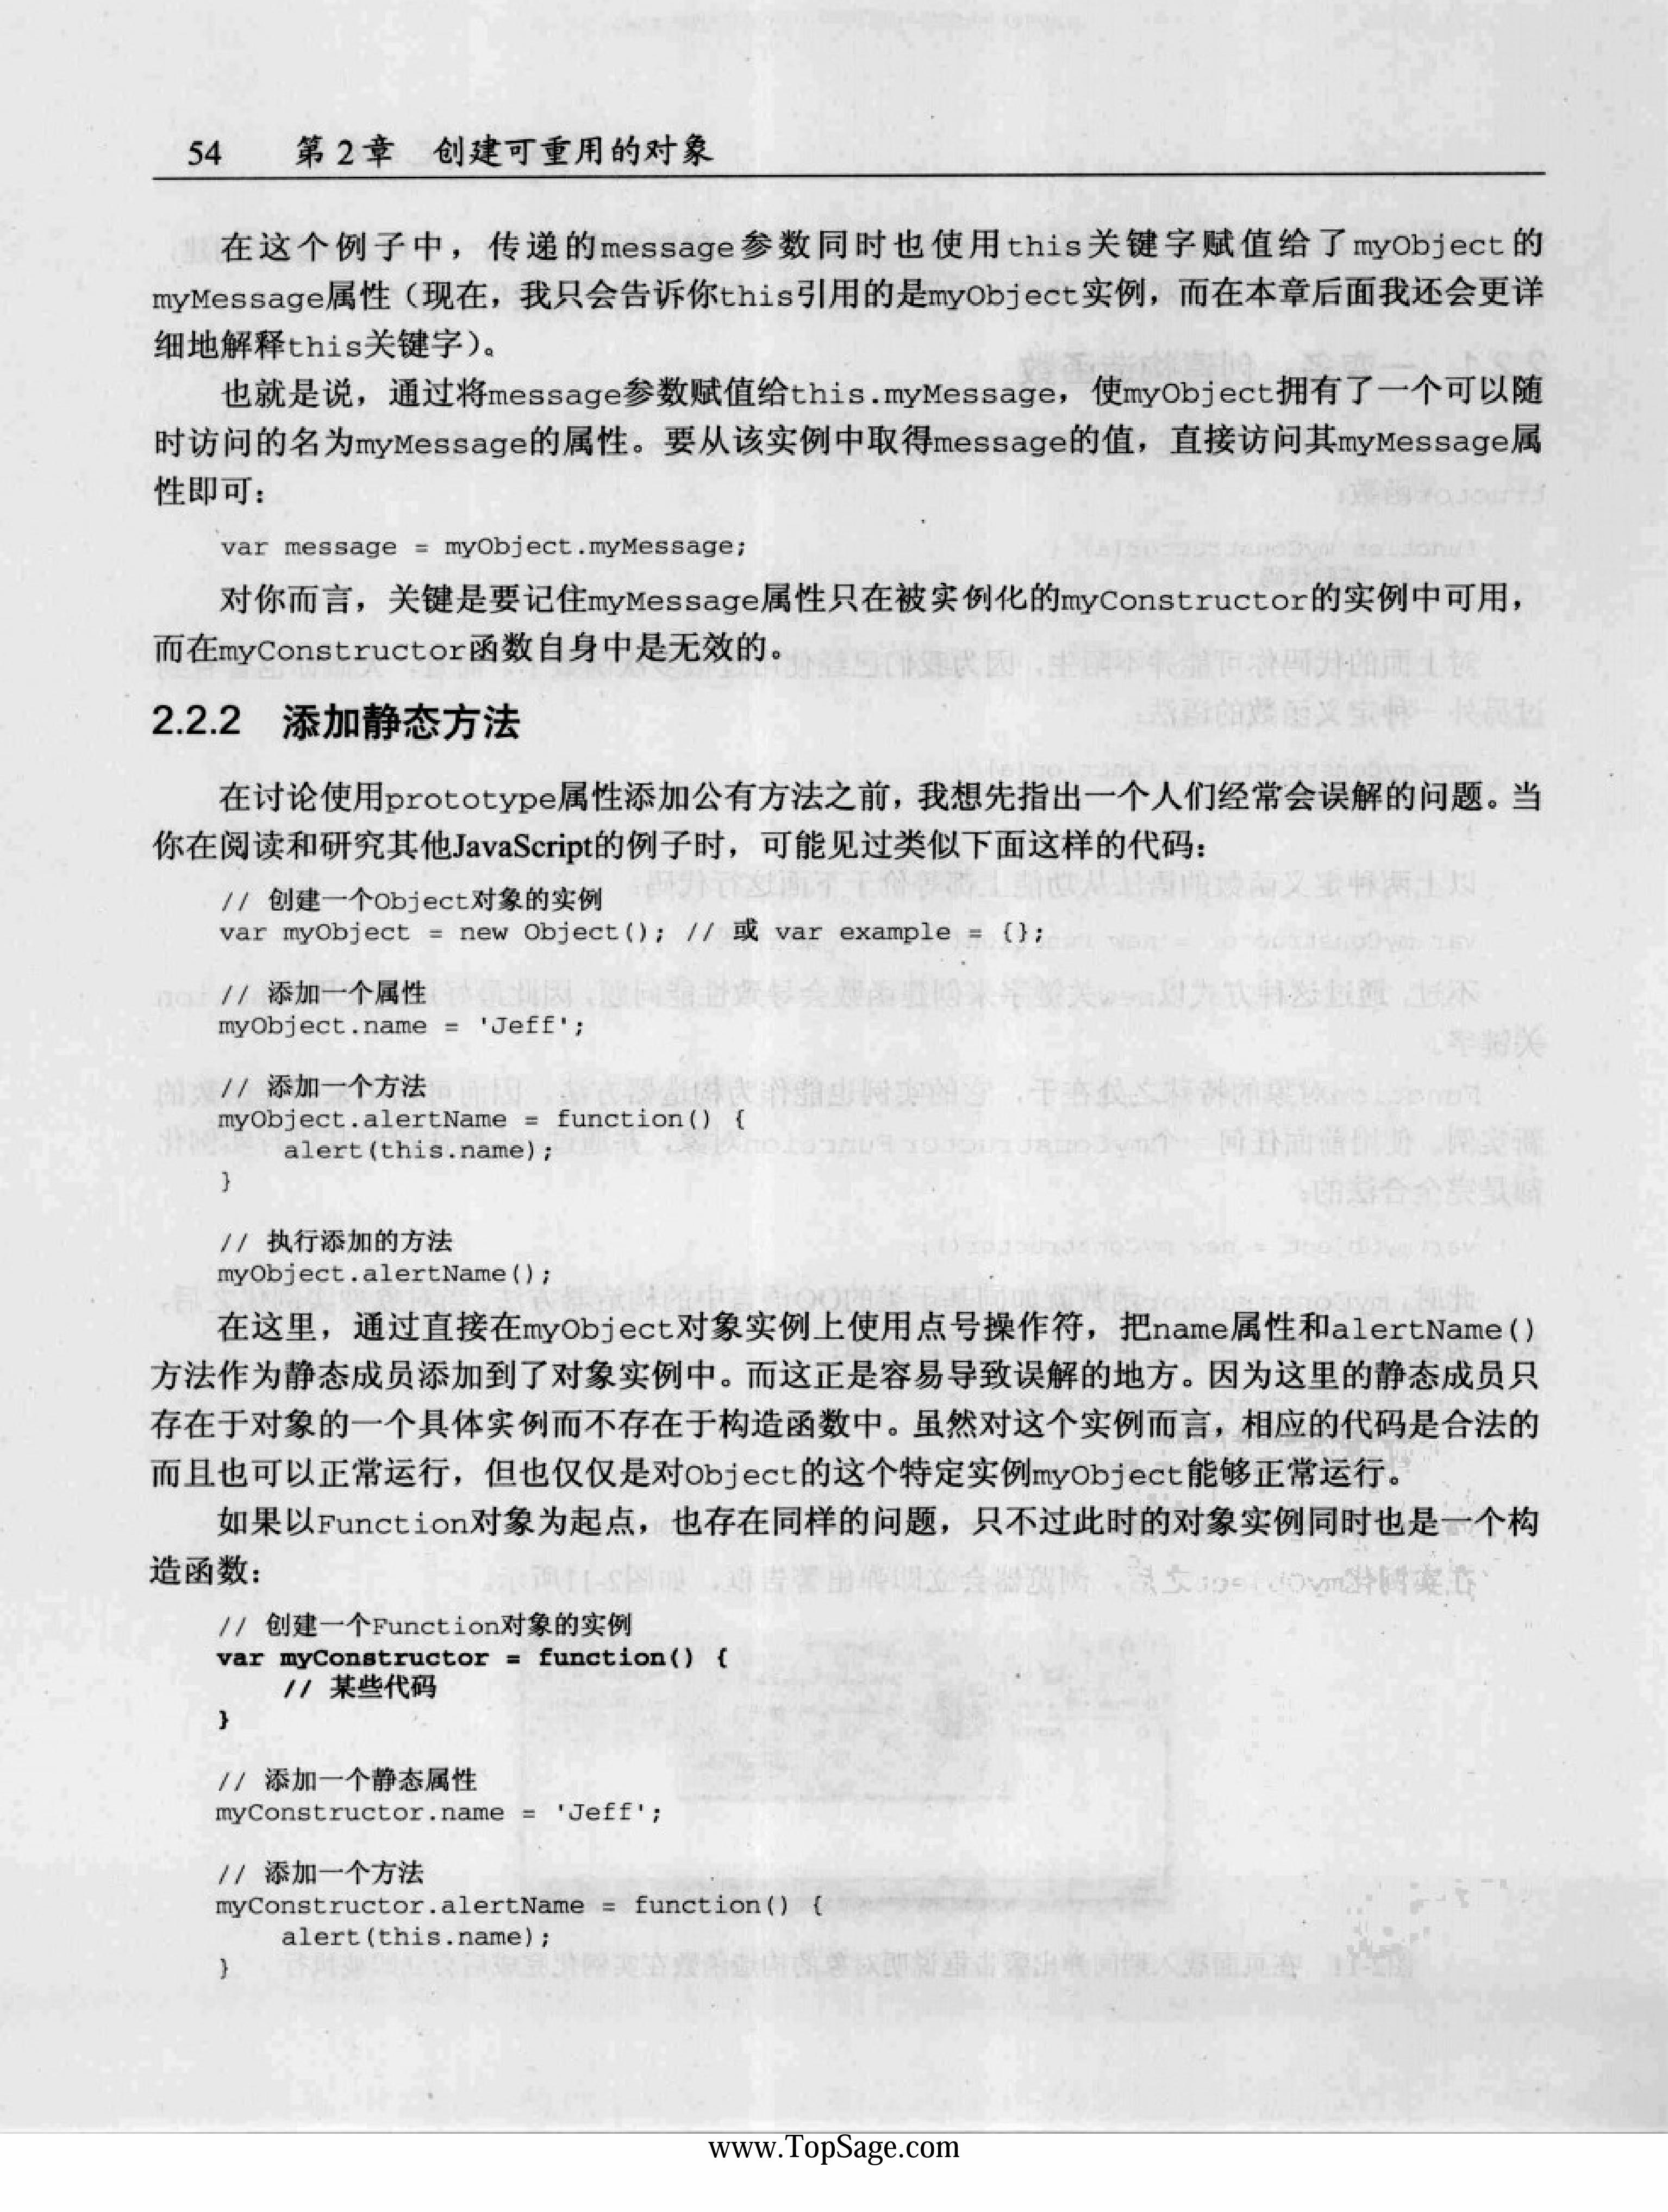 54 第2章 创建可重用的对象
在这个例子中，传递的message参数同时也使用this关键字赋值给了myObject的
myMessage属性（现在，我只会告诉你this引用的是myObject实例，而在本章后面我还会更详
细地解释this关键字）。
也就是说，通过将message参数赋值给this.myMessage，使myObject拥有了一个可以随
时访问的名为myMessage的属性。要从该实例中取得message的值，直接访问其myMessage属
性即可：
var message = myObject.myMessage;
对你而言，关键是要记住myMessage属性只在被实例化的myConstructor的实例中可用，
而在myConstructor函数自身中是无效的。
2.2.2 添加静态方法
在讨论使用prototype属性添加公有方法之前，我想先指出一个人们经常会误解的问题。当
你在阅读和研究其他JavaScript的例子时，可能见过类似下面这样的代码：
// 创建一个Object对象的实例
var myObject = new Object(); // 或 var example = {};
// 添加一个属性
myObject.name = 'Jeff';
// 添加一个方法
myObject.alertName = function() {
alert(this.name);
}
// 执行添加的方法
myObject.alertName();
在这里，通过直接在myObject对象实例上使用点号操作符，把name属性和alertName()
方法作为静态成员添加到了对象实例中。而这正是容易导致误解的地方。因为这里的静态成员只
存在于对象的一个具体实例而不存在于构造函数中。虽然对这个实例而言，相应的代码是合法的
而且也可以正常运行，但也仅仅是对Object的这个特定实例myObject能够正常运行。
如果以Function对象为起点，也存在同样的问题，只不过此时的对象实例同时也是一个构
造函数：
// 创建一个Function对象的实例
var myConstructor = function() {
// 某些代码
}
// 添加一个静态属性
myConstructor.name = 'Jeff';
// 添加一个方法
myConstructor.alertName = function() {
alert(this.name);
}
www.TopSage.com